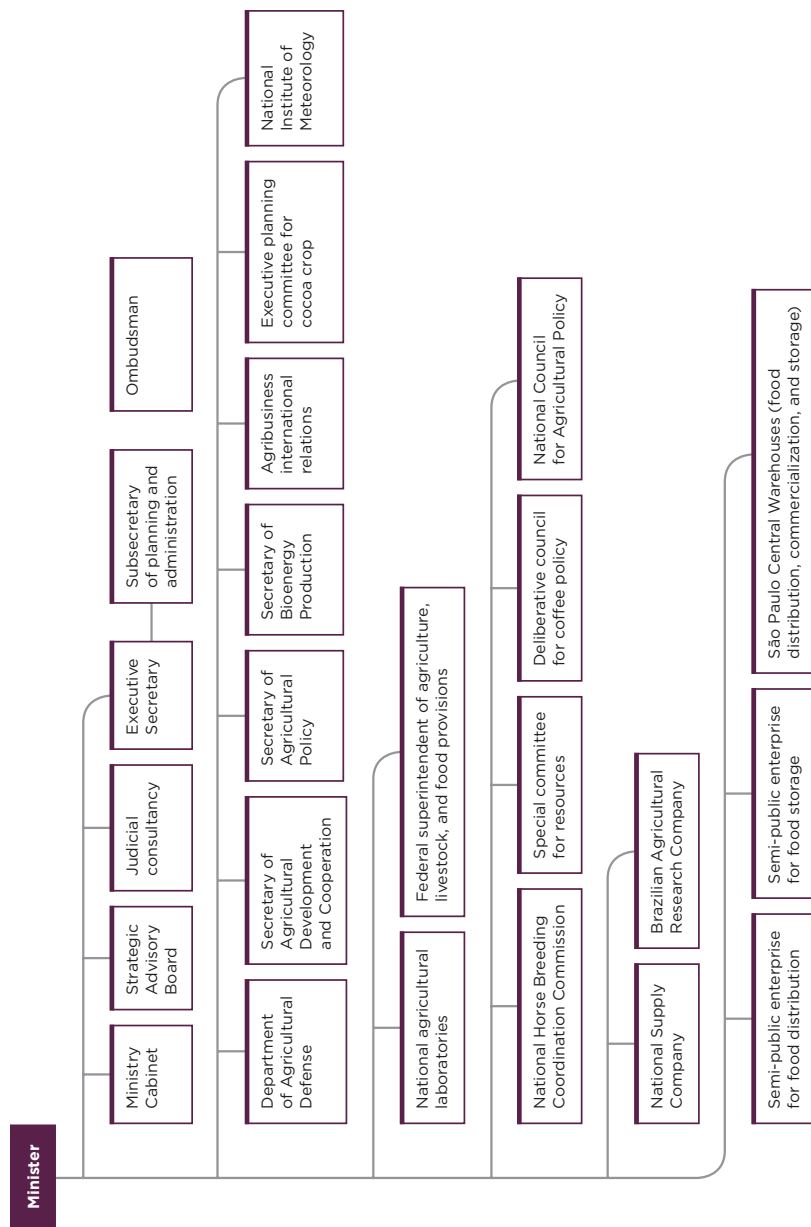 Minister
Ministry
Cabinet
Strategic
Advisory
Board
Judicial
consultancy
Executive
Secretary
Subsecretary
of planning and
administration
Ombudsman
Department
of Agricultural
Defense
Secretary of
Agricultural
Development
and Cooperation
Secretary of
Agricultural
Policy
Secretary of
Bioenergy
Production
Agribusiness
international
relations
Executive planning
committee for
cocoa crop
National
Institute of
Meteorology
National agricultural
laboratories
Federal superintendent of agriculture,
livestock, and food provisions
National Horse Breeding
Coordination Commission
Special committee
for resources
Deliberative council
for coffee policy
National Council
for Agricultural Policy
National Supply
Company
Brazilian Agricultural
Research Company
Semi-public enterprise
for food distribution
Semi-public enterprise
for food storage
São Paulo Central Warehouses (food
distribution, commercialization, and storage)